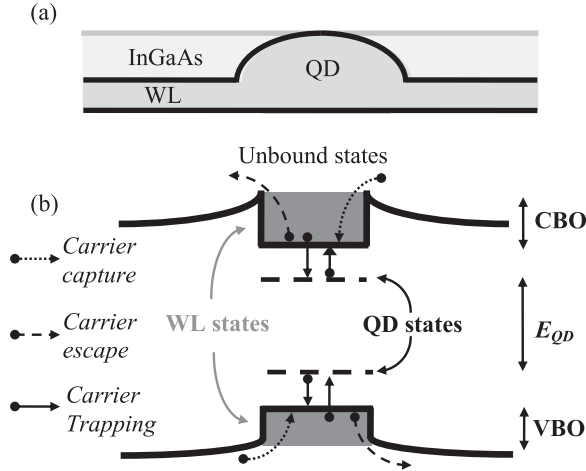 (a)
InGaAs
QD
WL
Unbound states
(b)
CBO
Carrier
capture
WL states
QD states
E_QD
Carrier
escape
Carrier
Trapping
VBO